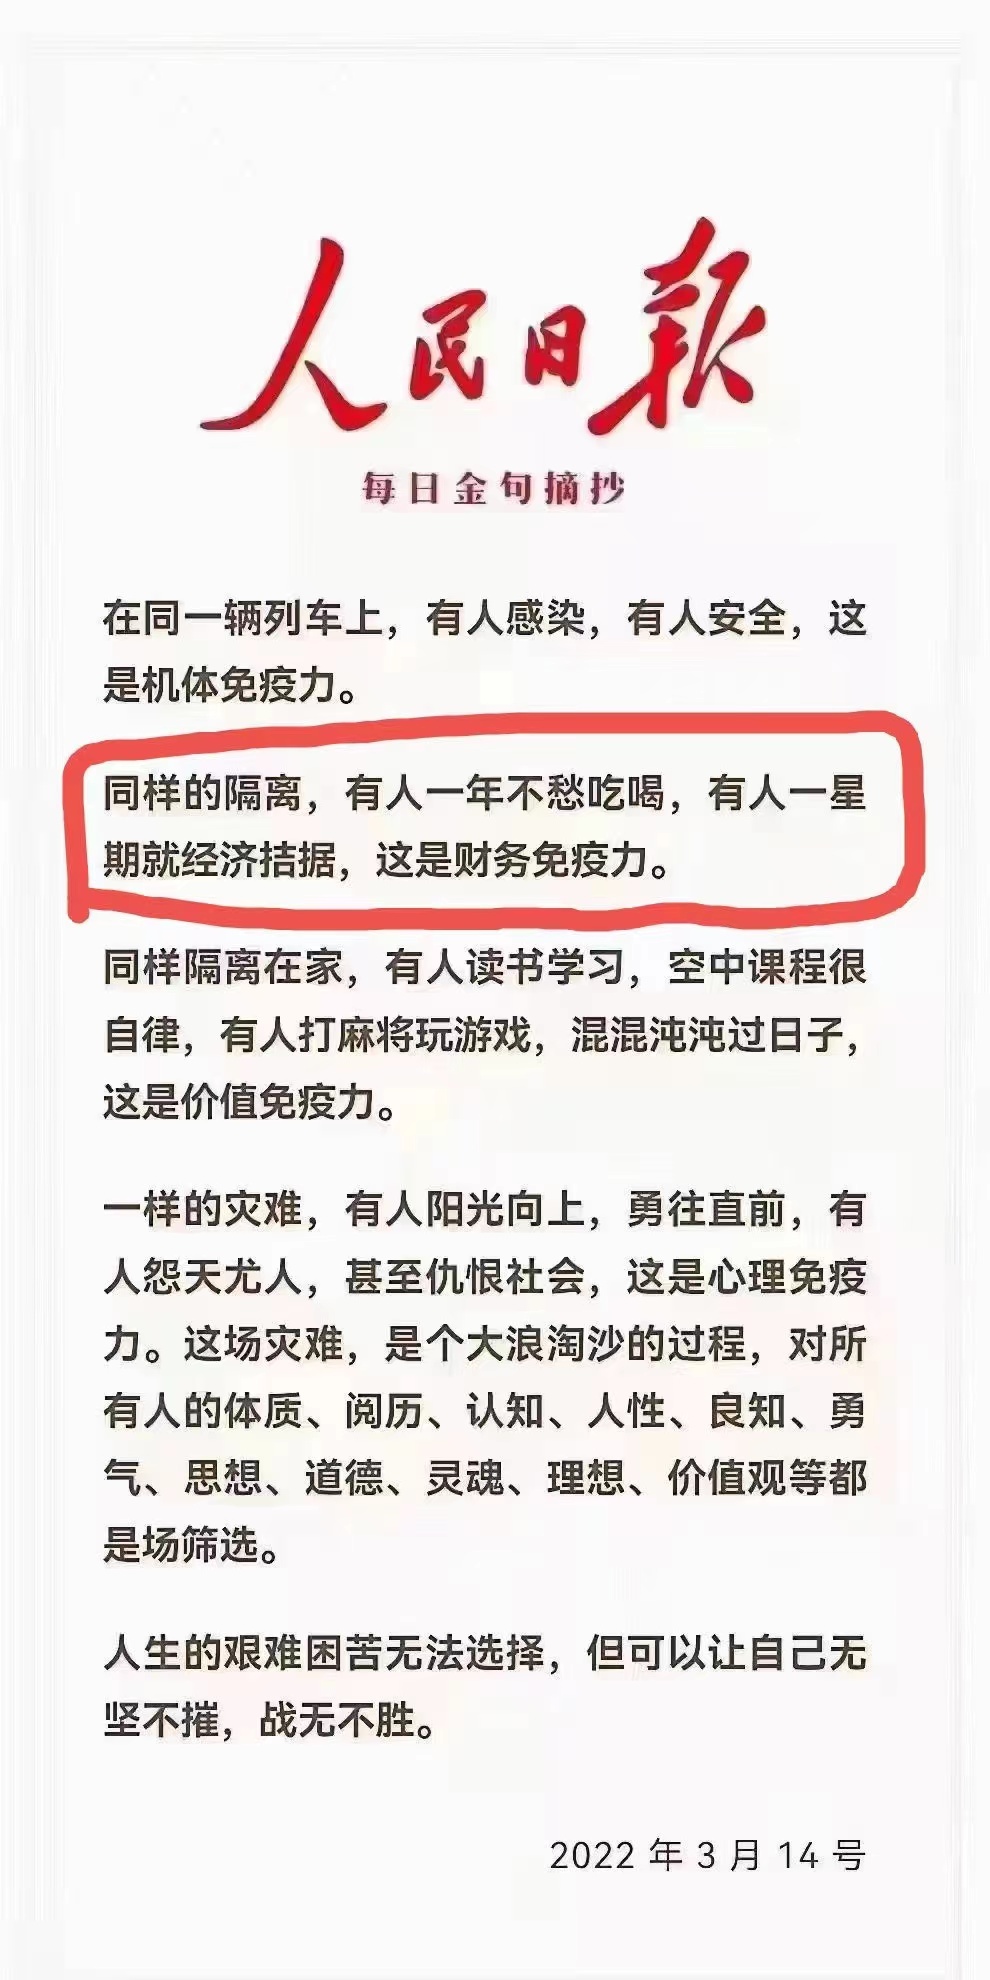 人民日报
每日金句摘抄
在同一辆列车上，有人感染，有人安全，这
是机体免疫力。
同样的隔离，有人一年不愁吃喝，有人一星
期就经济拮据，这是财务免疫力。
同样隔离在家，有人读书学习，空中课程很
自律，有人打麻将玩游戏，混混沌沌过日子，
这是价值免疫力。
一样的灾难，有人阳光向上，勇往直前，有
人怨天尤人，甚至仇恨社会，这是心理免疫
力。这场灾难，是个大浪淘沙的过程，对所
有人的体质、阅历、认知、人性、良知、勇
气、思想、道德、灵魂、理想、价值观等都
是场筛选。
人生的艰难困苦无法选择，但可以让自己无
坚不摧，战无不胜。
2022 年 3 月 14 号